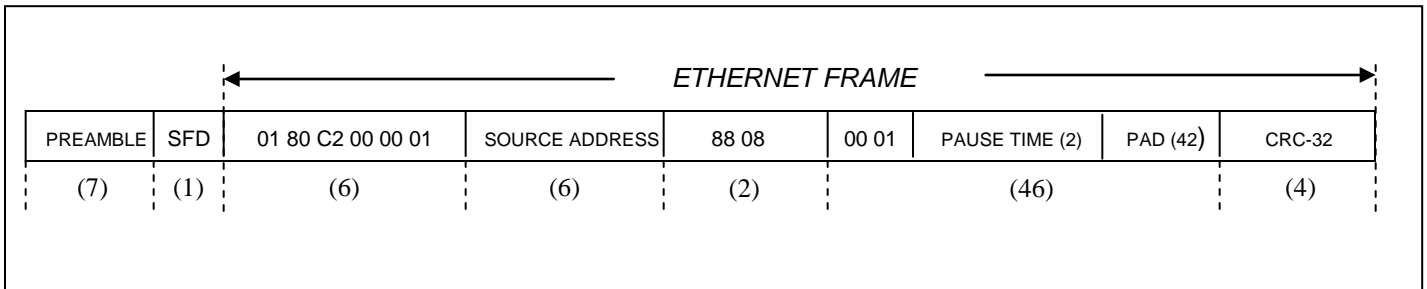 ETHERNET FRAME
PREAMBLE SFD 01 80 C2 00 00 01 SOURCE ADDRESS 88 08 00 01 PAUSE TIME (2) PAD (42) CRC-32
(7) (1) (6) (6) (2) (46) (4)